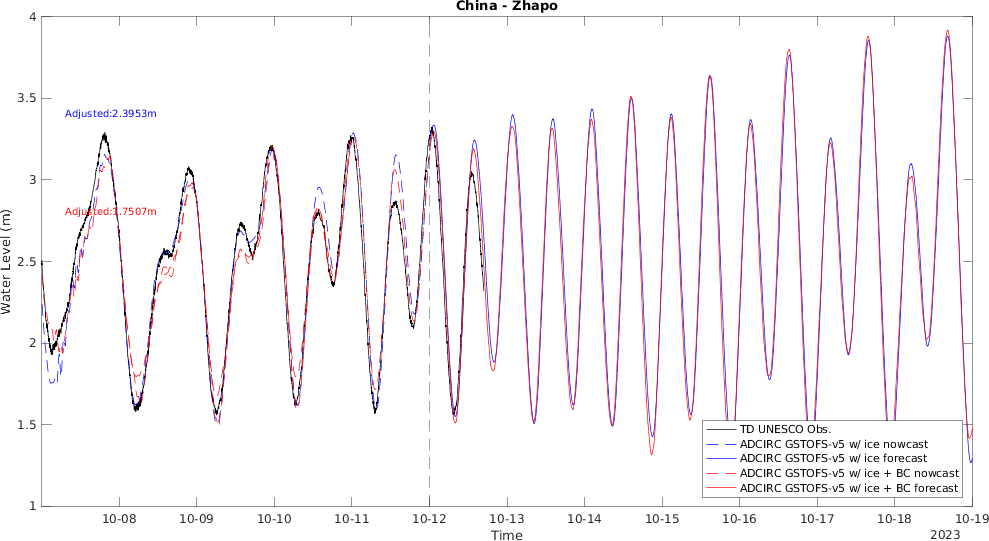 China - Zhapo
Water Level (m)
4
3.5
3
2.5
2
1.5
1
Adjusted:2.3953m
Adjusted:1.7507m
TD UNESCO Obs.
ADCIRC GSTOFS-v5 w/ ice nowcast
ADCIRC GSTOFS-v5 w/ ice forecast
ADCIRC GSTOFS-v5 w/ ice + BC nowcast
ADCIRC GSTOFS-v5 w/ ice + BC forecast
10-08 10-09 10-10 10-11 10-12 10-13 10-14 10-15 10-16 10-17 10-18 10-19
Time
2023